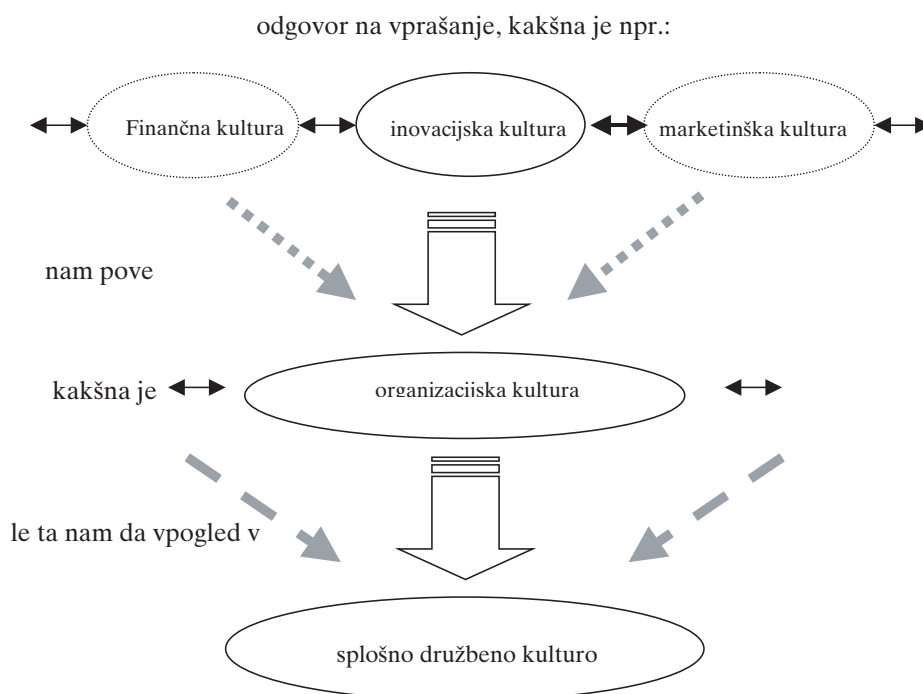 odgovor na vprašanje, kakšna je npr.:
Finančna kultura
inovacijska kultura
marketinška kultura
nam pove
kakšna je
organizacijska kultura
le ta nam da vpogled v
splošno družbeno kulturo